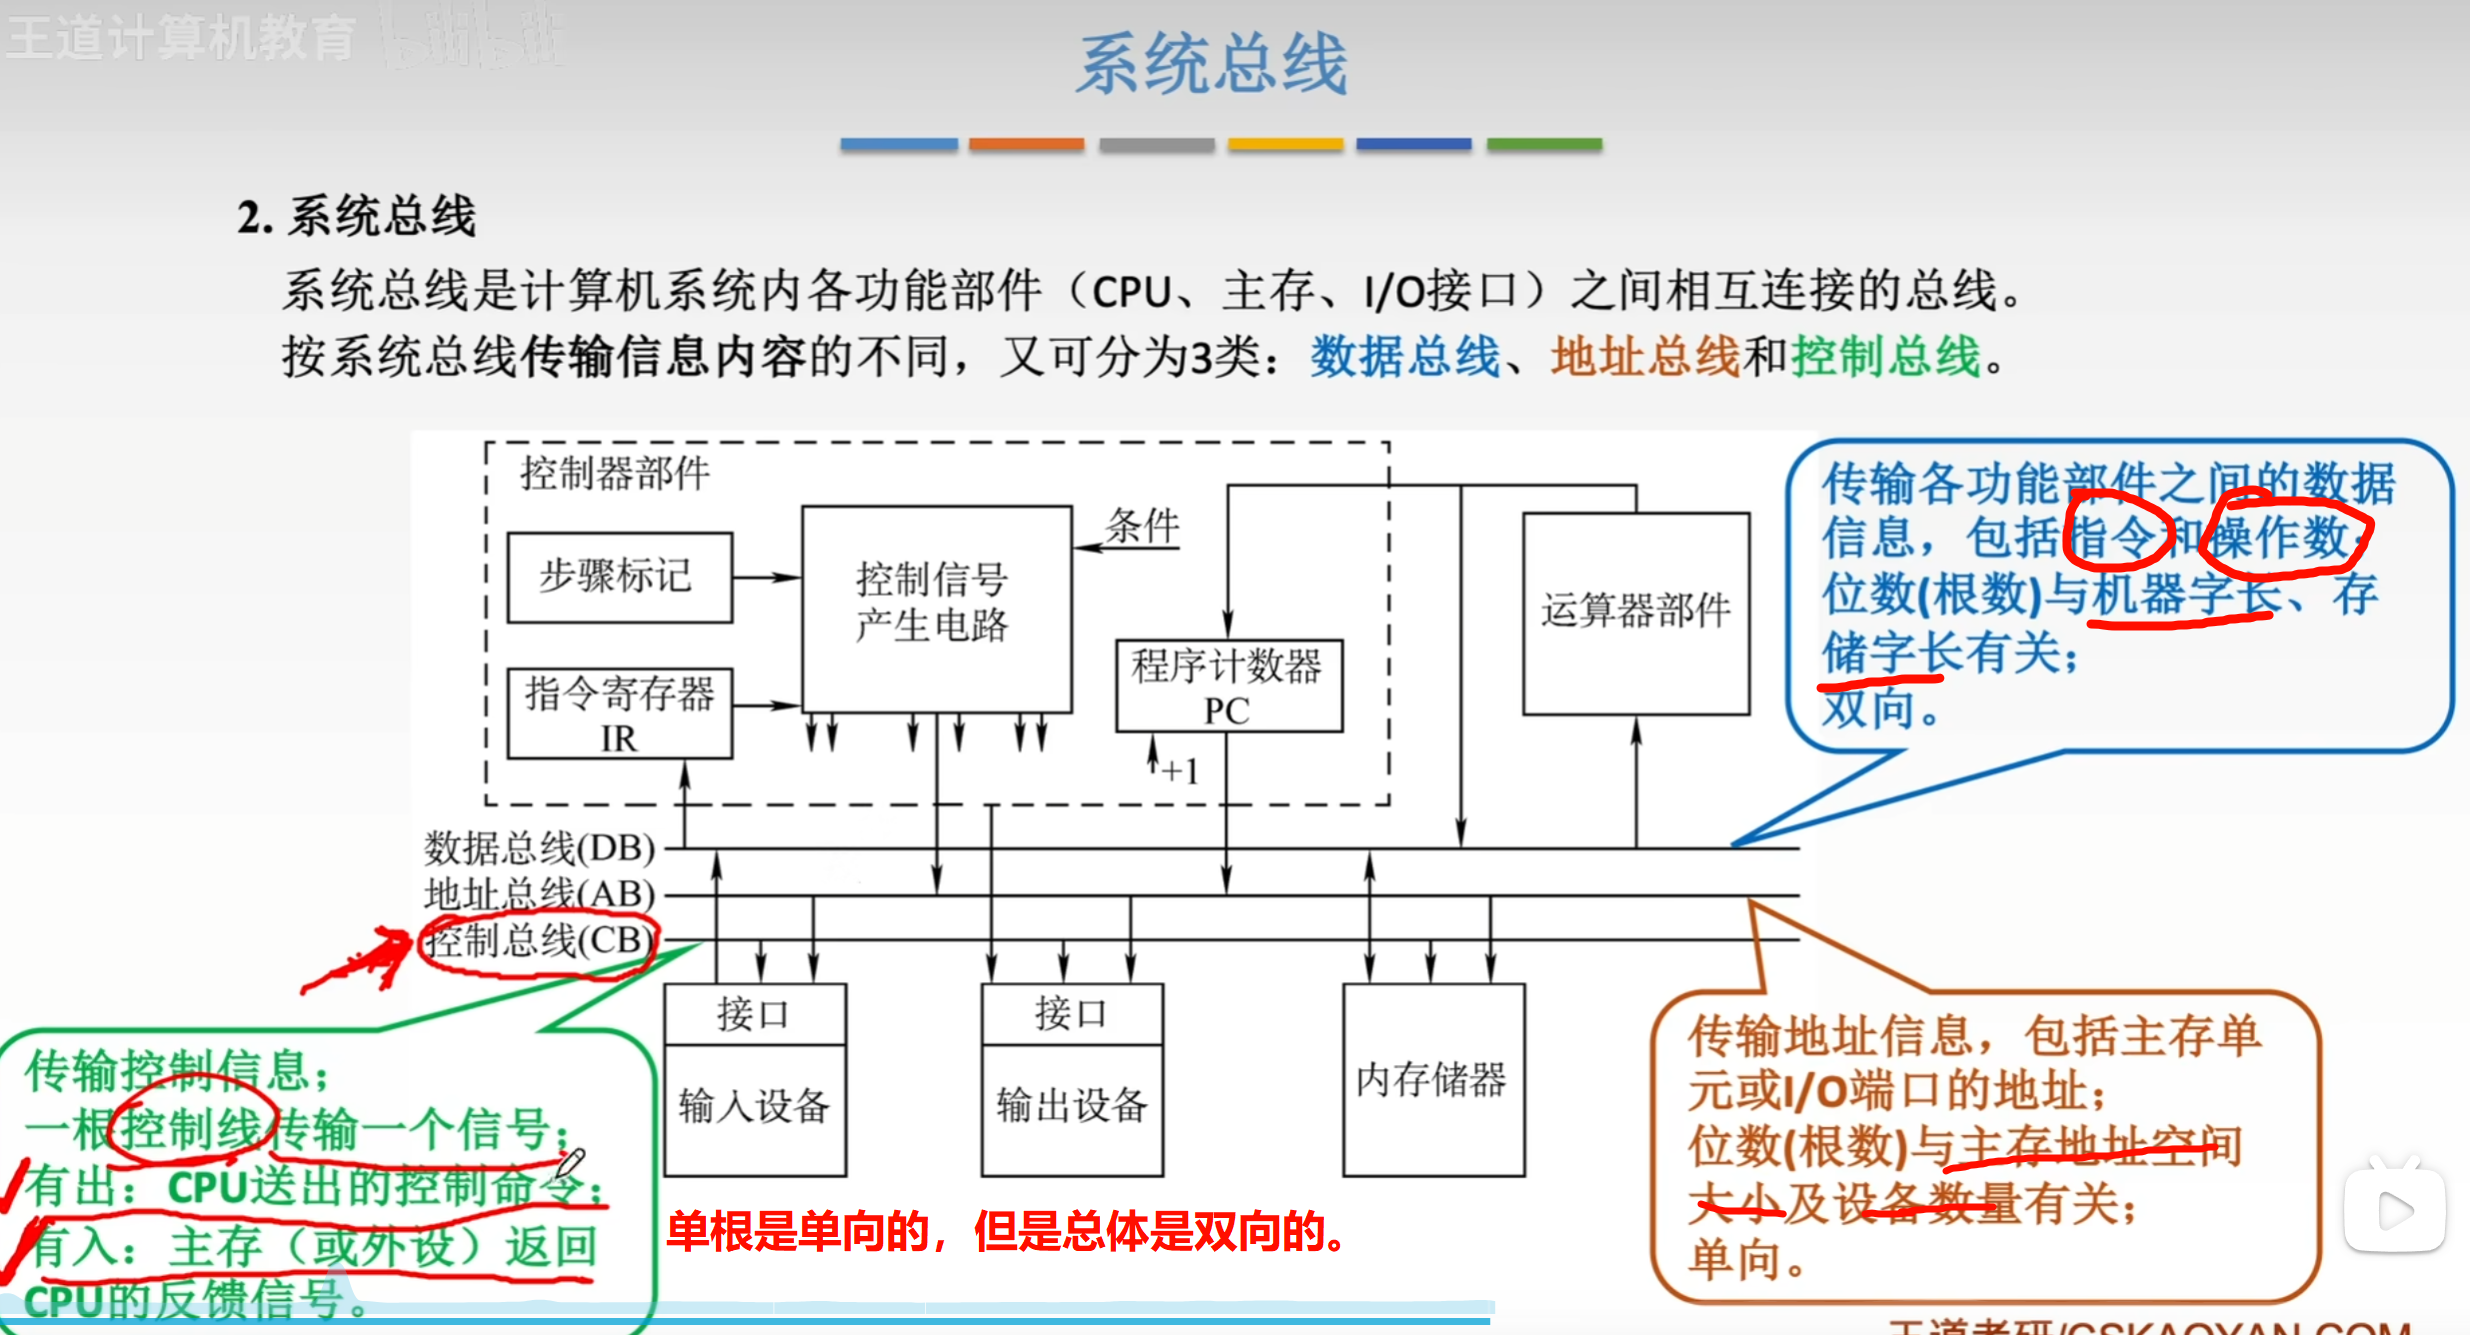 王道计算机教育 bilibili
系统总线
2. 系统总线
系统总线是计算机系统内各功能部件（CPU、主存、I/O接口）之间相互连接的总线。
按系统总线传输信息内容的不同，又可分为3类：数据总线、地址总线和控制总线。
控制器部件
步骤标记
指令寄存器
IR
控制信号
产生电路
条件
程序计数器
PC
+1
运算器部件
传输各功能部件之间的数据
信息，包括指令和操作数；
位数(根数)与机器字长、存
储字长有关；
双向。
数据总线(DB)
地址总线(AB)
控制总线(CB)
接口
输入设备
接口
输出设备
内存储器
传输控制信息；
一根控制线传输一个信号；
有出：CPU送出的控制命令；
有入：主存（或外设）返回
CPU的反馈信号。
单根是单向的，但是总体是双向的。
传输地址信息，包括主存单
元或I/O端口的地址；
位数(根数)与主存地址空间
大小及设备数量有关；
单向。
王道考研/CSKAOYAN.COM